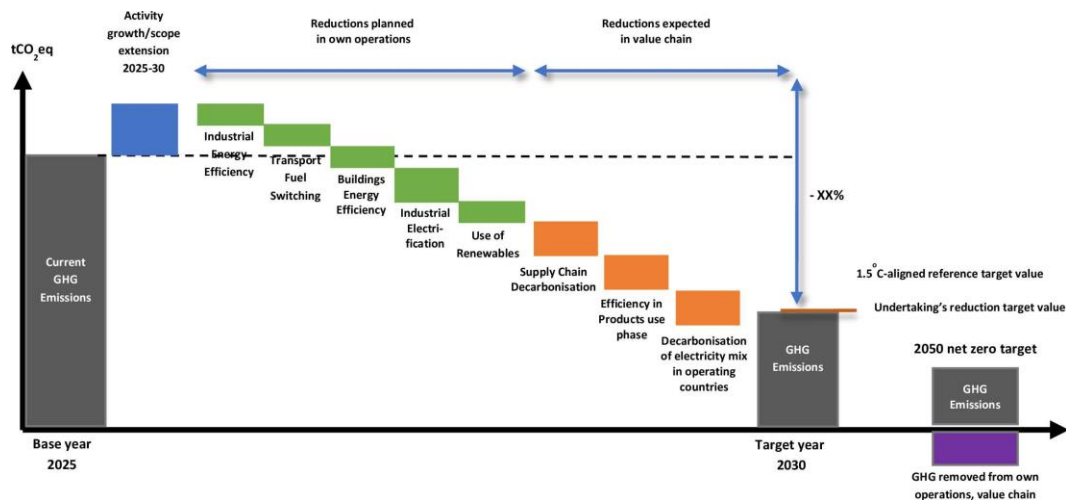 Activity
growth/scope
extension
2025-30
Reductions planned
in own operations
Reductions expected
in value chain
tCO₂eq
Industrial
Energy
Efficiency
Transport
Fuel
Switching
Buildings
Energy
Efficiency
Industrial
Electri-
fication
Use of
Renewables
- XX%
Current
GHG
Emissions
Supply Chain
Decarbonisation
Efficiency in
Products use
phase
Decarbonisation
of electricity mix
in operating
countries
1.5°C-aligned reference target value
Undertaking's reduction target value
GHG
Emissions
2050 net zero target
GHG
Emissions
Base year
2025
Target year
2030
GHG removed from own
operations, value chain